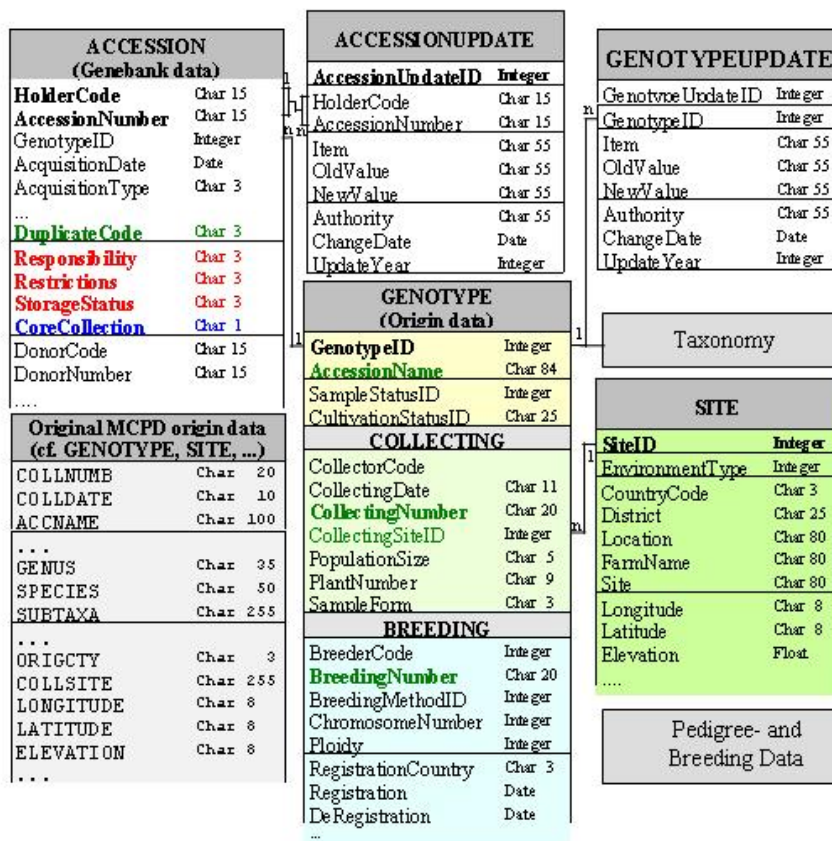 ACCESSION
(Genebank data)
HolderCode Char 15
AccessionNumber Char 15
GenotypeID Integer
AcquisitionDate Date
AcquisitionType Char 3
...
DuplicateCode Char 3
Responsibility Char 3
Restrictions Char 3
StorageStatus Char 3
CoreCollection Char 1
DonorCode Char 15
DonorNumber Char 15
....
Original MCPD origin data
(cf. GENOTYPE, SITE, ...)
COLLNUMB Char 20
COLLDATE Char 10
ACCNAME Char 100
...
GENUS Char 35
SPECIES Char 50
SUBTAXA Char 255
...
ORIGCTY Char 3
COLLSITE Char 255
LONGITUDE Char 8
LATITUDE Char 8
ELEVATION Char 8
...
1
n
n
1
ACCESSIONUPDATE
AccessionUpdateID Integer
HolderCode Char 15
AccessionNumber Char 15
Item Char 55
OldValue Char 55
NewValue Char 55
Authority Char 55
ChangeDate Date
UpdateYear Integer
GENOTYPE
(Origin data)
GenotypeID Integer
AccessionName Char 84
SampleStatusID Integer
CultivationStatusID Char 25
COLLECTING
CollectorCode
CollectingDate Char 11
CollectingNumber Char 20
CollectingSiteID Integer
PopulationSize Char 5
PlantNumber Char 9
SampleForm Char 3
BREEDING
BreederCode Integer
BreedingNumber Char 20
BreedingMethodID Integer
ChromosomeNumber Integer
Ploidy Integer
RegistrationCountry Char 3
Registration Date
DeRegistration Date
...
n
1
1
n
GENOTYPEUPDATE
GenotypeUpdateID Integer
GenotypeID Integer
Item Char 55
OldValue Char 55
NewValue Char 55
Authority Char 55
ChangeDate Date
UpdateYear Integer
Taxonomy
SITE
SiteID Integer
EnvironmentType Integer
CountryCode Char 3
District Char 25
Location Char 80
FarmName Char 80
Site Char 80
Longitude Char 8
Latitude Char 8
Elevation Float
....
Pedigree- and
Breeding Data